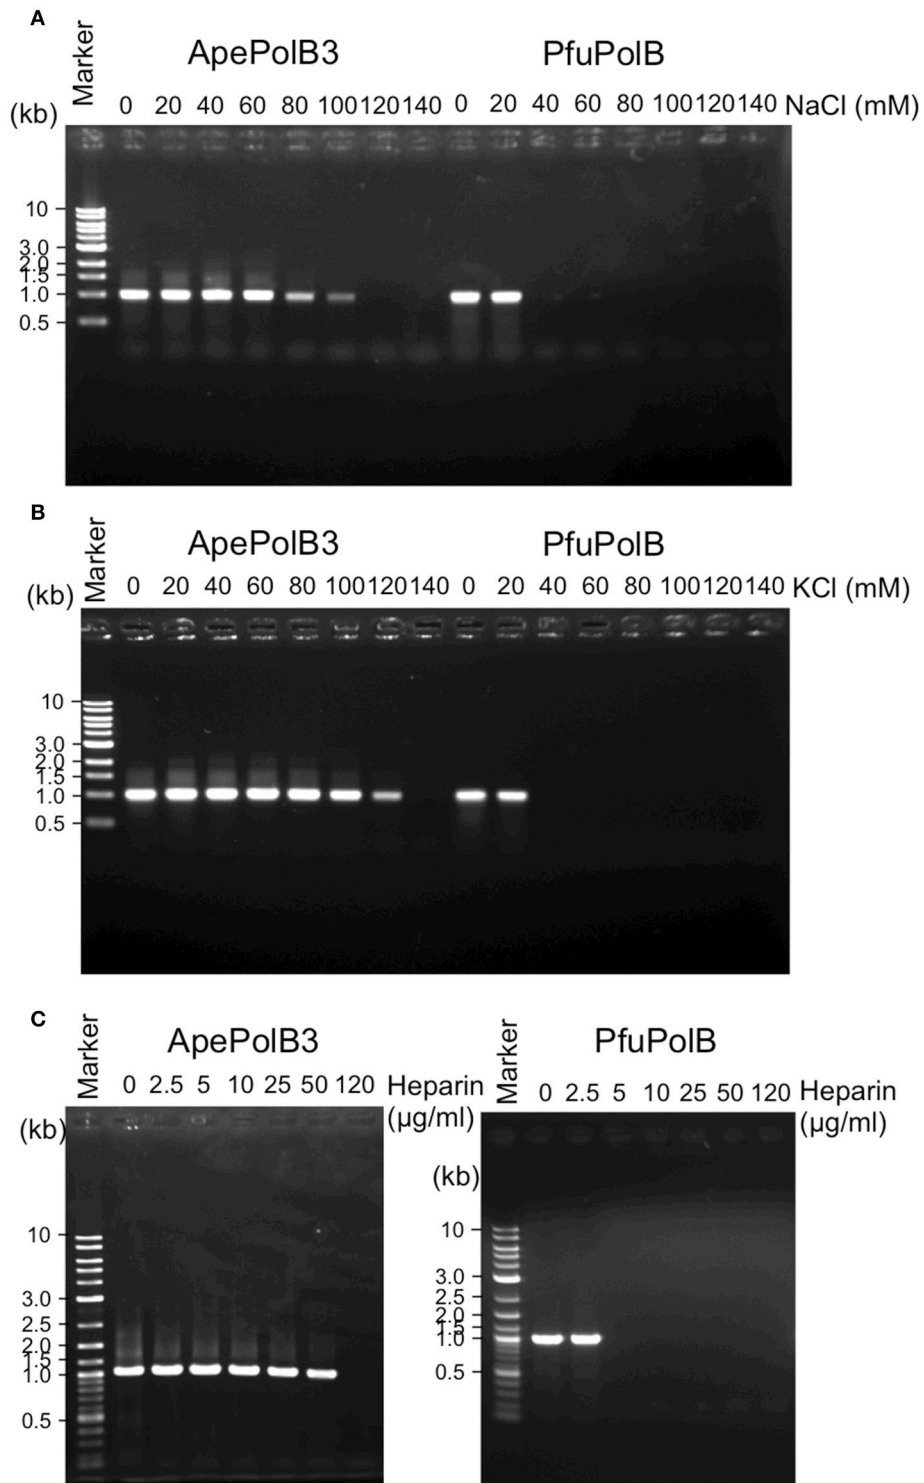 A
Marker
ApePolB3 PfuPolB
(kb) 0 20 40 60 80 100 120 140 0 20 40 60 80 100 120 140 NaCl (mM)
10
3.0
2.0
1.5
1.0
0.5
B
Marker
ApePolB3 PfuPolB
(kb) 0 20 40 60 80 100 120 140 0 20 40 60 80 100 120 140 KCl (mM)
10
3.0
2.0
1.5
1.0
0.5
C
Marker
ApePolB3
0 2.5 5 10 25 50 120 Heparin
(µg/ml)
(kb)
10
3.0
2.5
2.0
1.5
1.0
0.5
Marker
PfuPolB
0 2.5 5 10 25 50 120 Heparin
(µg/ml)
(kb)
10
3.0
2.5
2.0
1.5
1.0
0.5